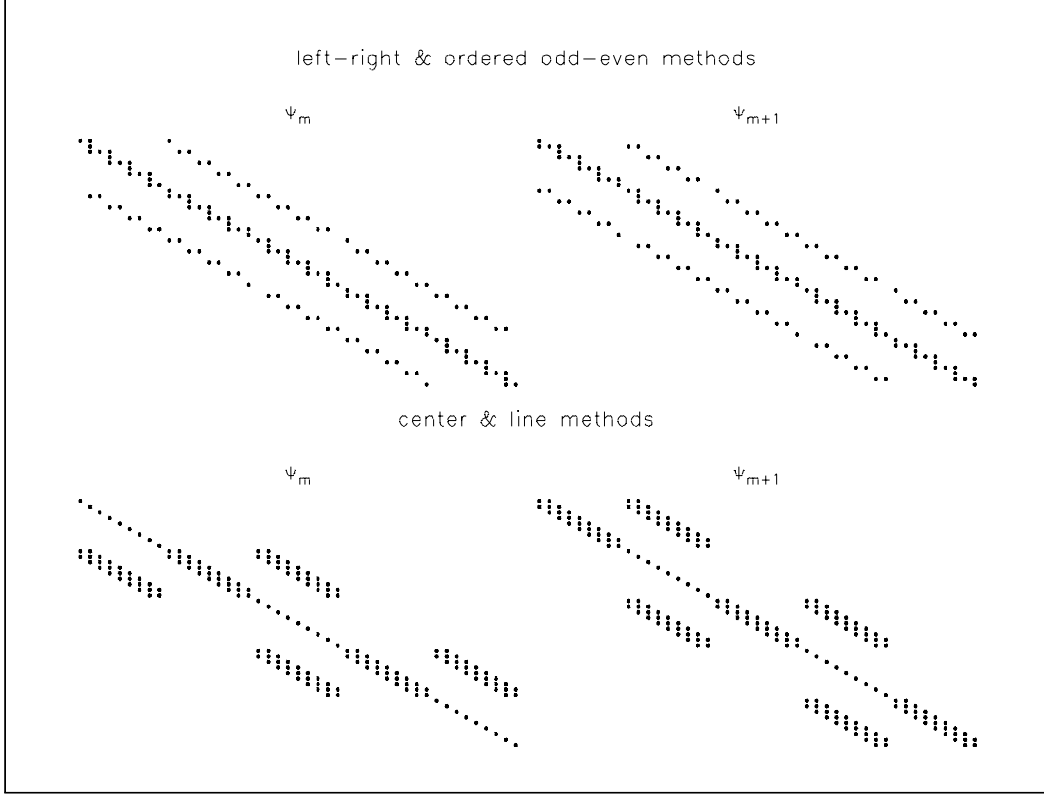 left-right & ordered odd-even methods
Ψm
Ψm+1
center & line methods
Ψm
Ψm+1